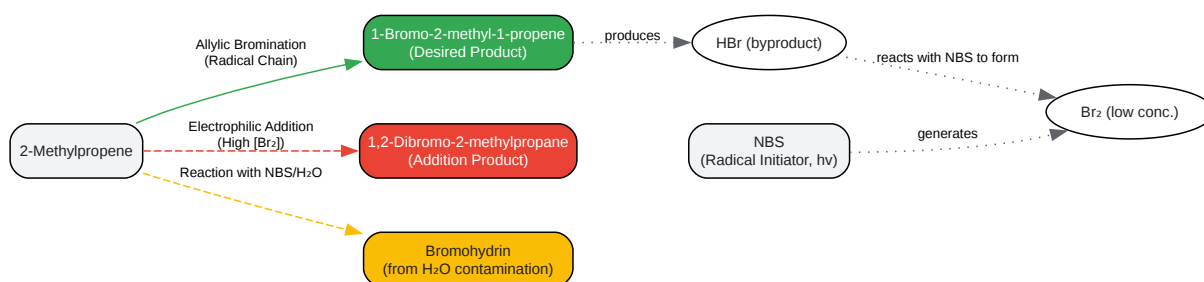 Allylic Bromination
(Radical Chain)
1-Bromo-2-methyl-1-propene
(Desired Product)
produces
HBr (byproduct)
reacts with NBS to form
Br₂ (low conc.)
2-Methylpropene
Electrophilic Addition
(High [Br₂])
1,2-Dibromo-2-methylpropane
(Addition Product)
NBS
(Radical Initiator, hv)
generates
Reaction with NBS/H₂O
Bromohydrin
(from H₂O contamination)